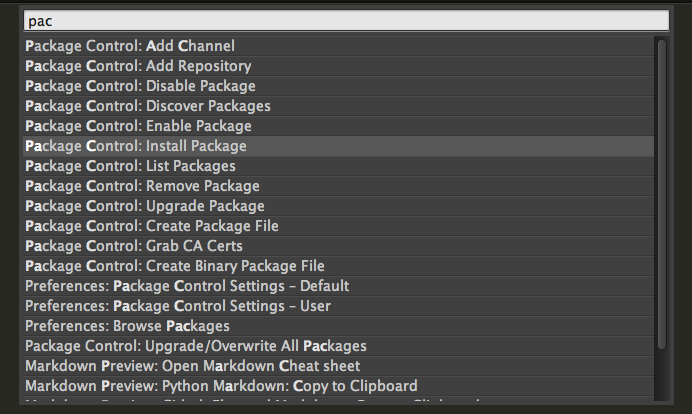 pac
Package Control: Add Channel
Package Control: Add Repository
Package Control: Disable Package
Package Control: Discover Packages
Package Control: Enable Package
Package Control: Install Package
Package Control: List Packages
Package Control: Remove Package
Package Control: Upgrade Package
Package Control: Create Package File
Package Control: Grab CA Certs
Package Control: Create Binary Package File
Preferences: Package Control Settings – Default
Preferences: Package Control Settings – User
Preferences: Browse Packages
Package Control: Upgrade/Overwrite All Packages
Markdown Preview: Open Markdown Cheat sheet
Markdown Preview: Python Markdown: Copy to Clipboard